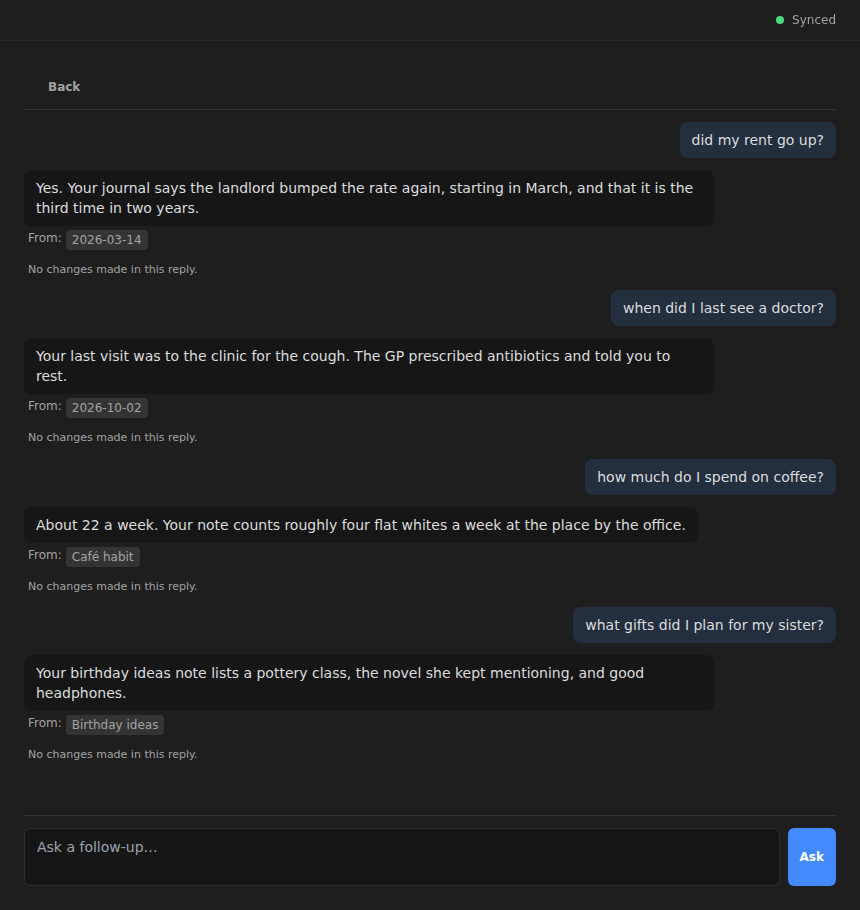 Synced
Back
did my rent go up?
Yes. Your journal says the landlord bumped the rate again, starting in March, and that it is the
third time in two years.
From: 2026-03-14
No changes made in this reply.
when did I last see a doctor?
Your last visit was to the clinic for the cough. The GP prescribed antibiotics and told you to
rest.
From: 2026-10-02
No changes made in this reply.
how much do I spend on coffee?
About 22 a week. Your note counts roughly four flat whites a week at the place by the office.
From: Café habit
No changes made in this reply.
what gifts did I plan for my sister?
Your birthday ideas note lists a pottery class, the novel she kept mentioning, and good
headphones.
From: Birthday ideas
No changes made in this reply.
Ask a follow-up...
Ask